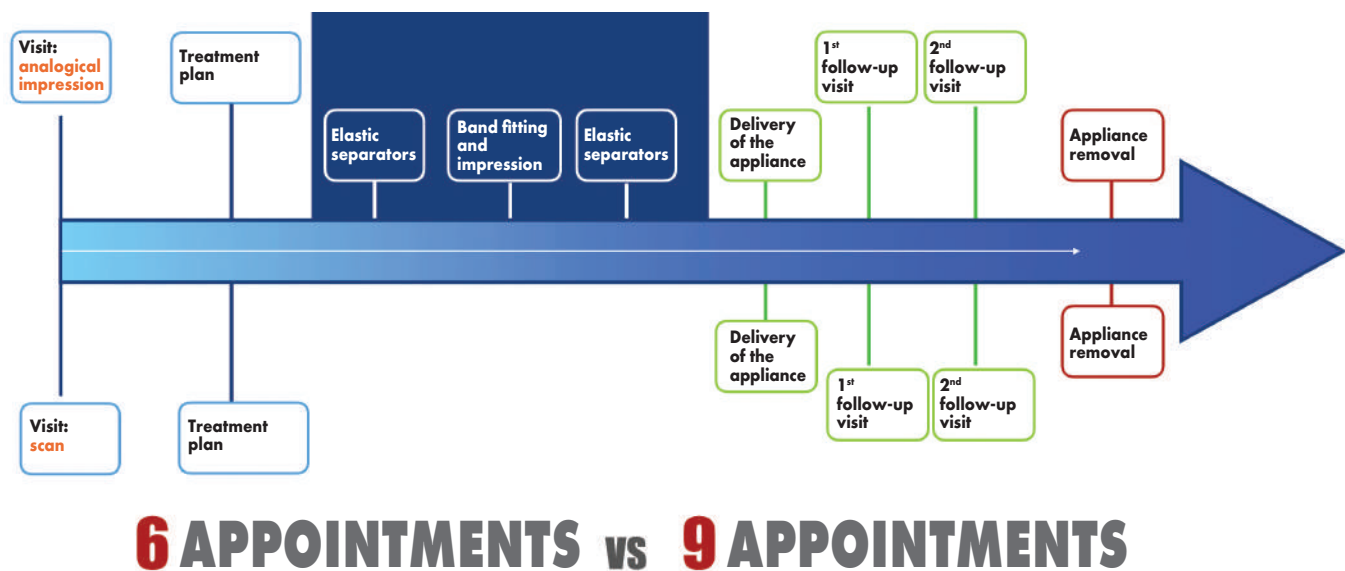 Visit:
analogical
impression
Treatment
plan
Elastic
separators
Band fitting
and
impression
Elastic
separators
Delivery
of the
appliance
1st
follow-up
visit
2nd
follow-up
visit
Appliance
removal
Visit:
scan
Treatment
plan
Delivery
of the
appliance
1st
follow-up
visit
2nd
follow-up
visit
Appliance
removal
6 APPOINTMENTS vs 9 APPOINTMENTS